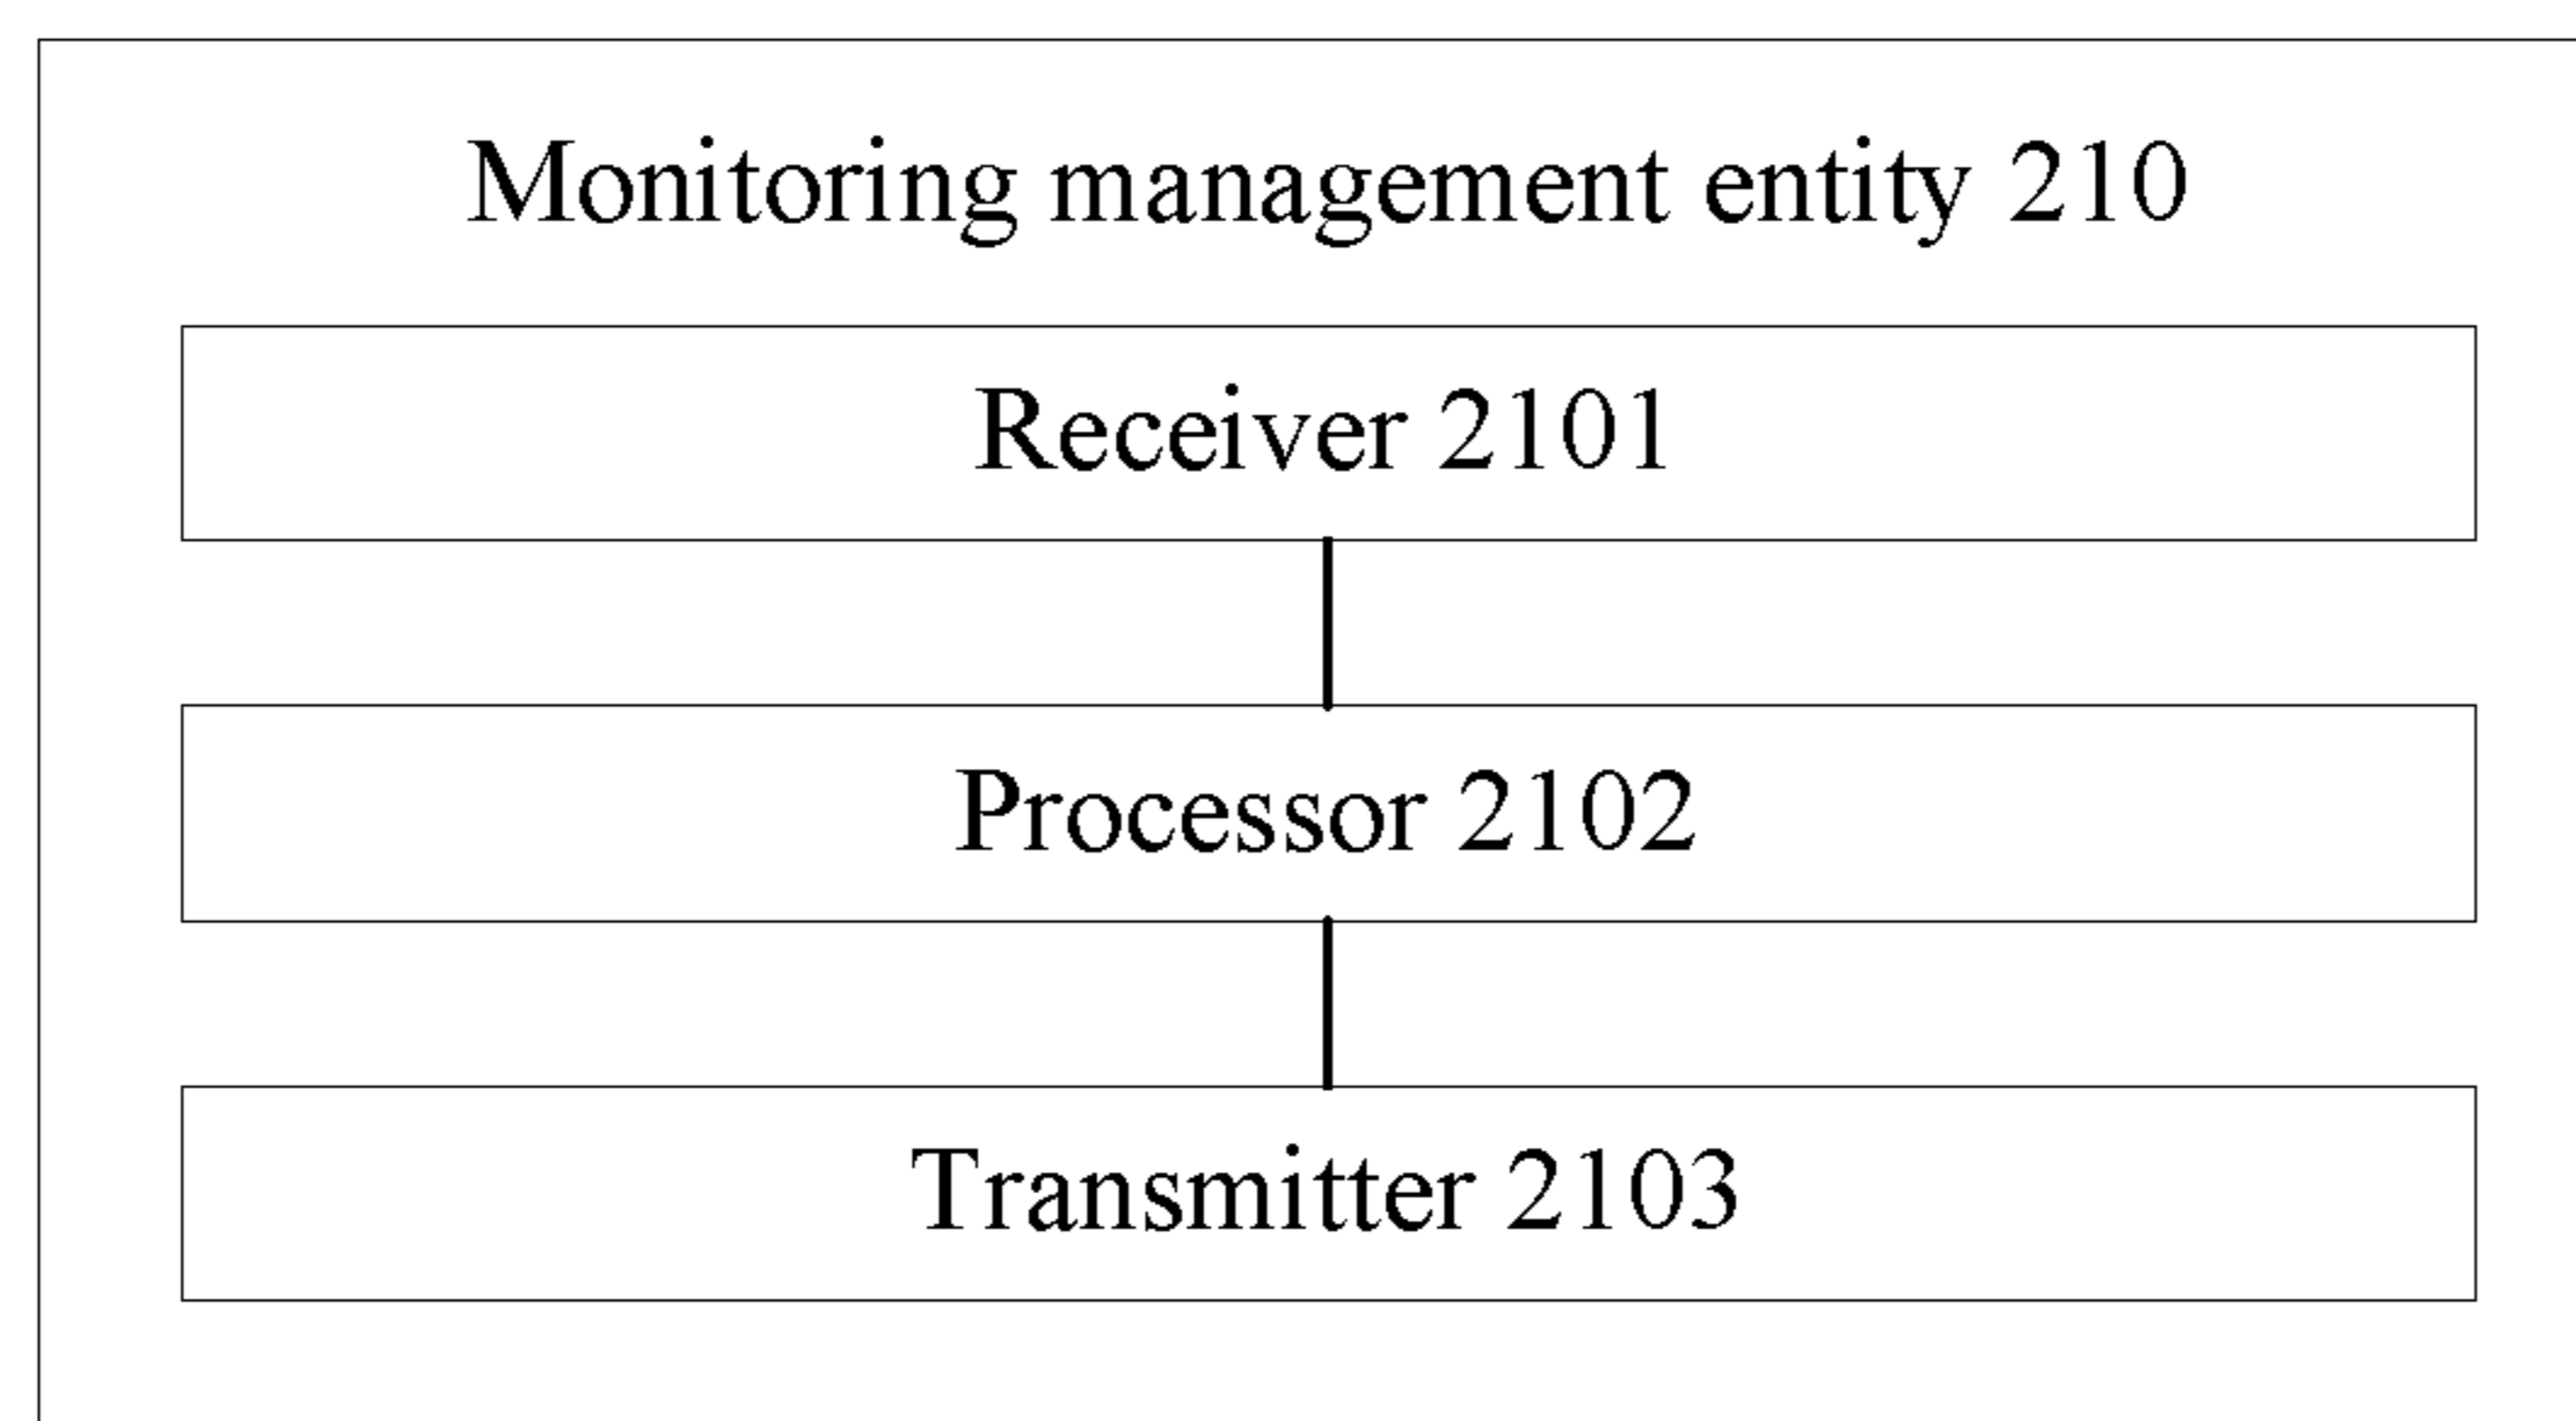 Monitoring management entity 210
Receiver 2101
Processor 2102
Transmitter 2103